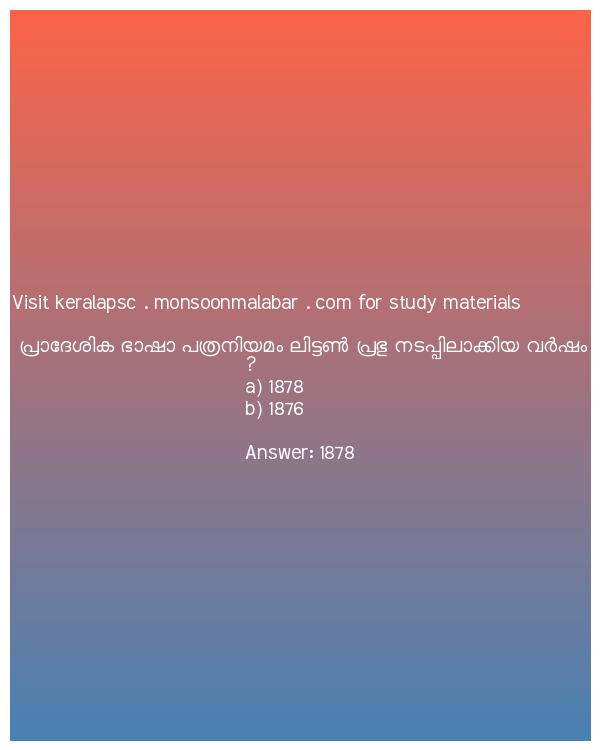 Visit keralapsc . monsoonmalabar . com for study materials
പ്രാദേശിക ഭാഷാ പത്രനിയമം ലിട്ടൺ പ്രഭു നടപ്പിലാക്കിയ വർഷം
?
a) 1878
b) 1876
Answer: 1878